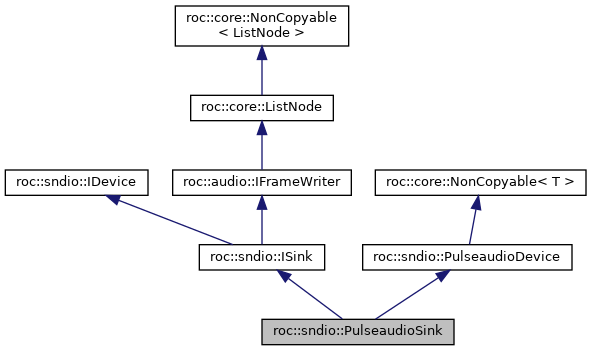 roc::core::NonCopyable
< ListNode >
roc::core::ListNode
roc::sndio::IDevice
roc::audio::IFrameWriter
roc::core::NonCopyable< T >
roc::sndio::ISink
roc::sndio::PulseaudioDevice
roc::sndio::PulseaudioSink